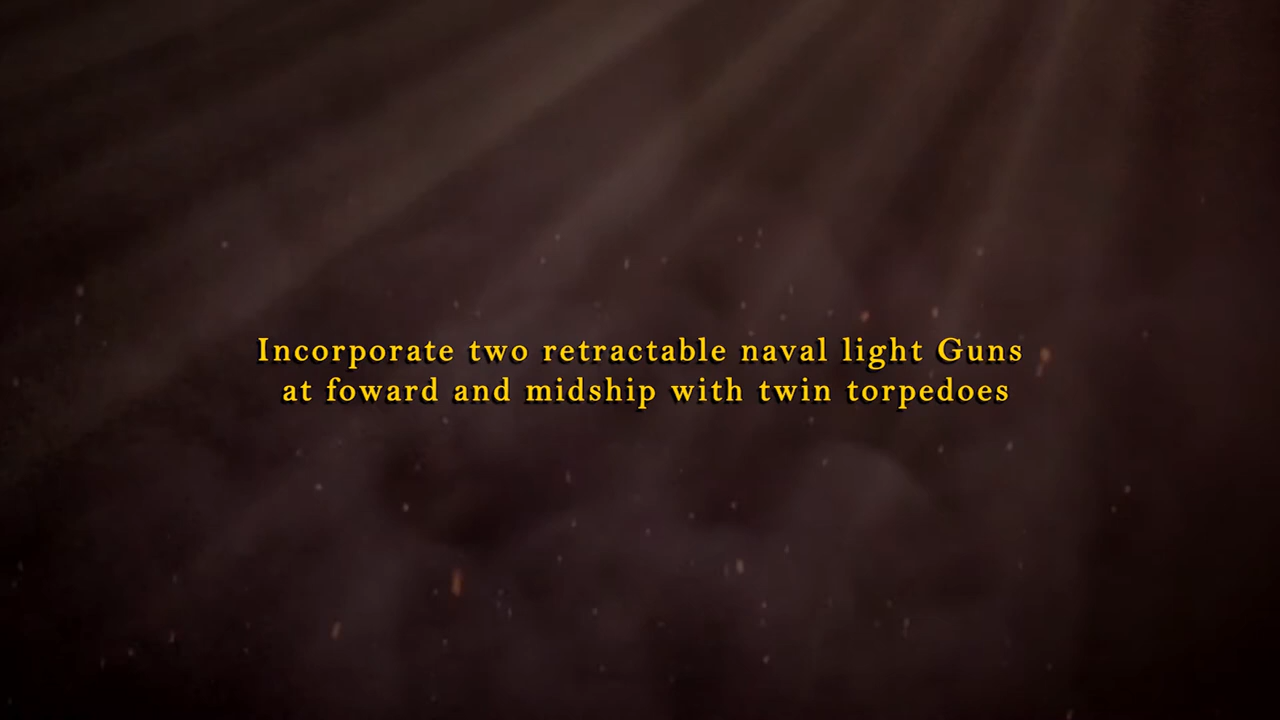 Incorporate two retractable naval light Guns
at foward and midship with twin torpedoes